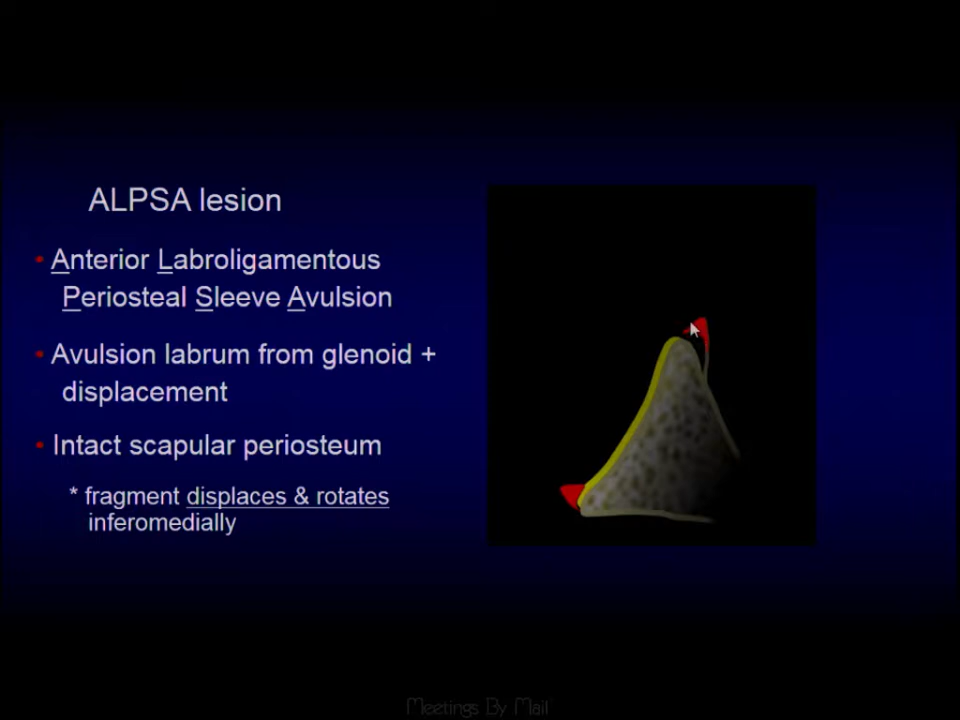 ALPSA lesion
• Anterior Labroligamentous
Periosteal Sleeve Avulsion
• Avulsion labrum from glenoid +
displacement
• Intact scapular periosteum
* fragment displaces & rotates
inferomedially
Meetings By Mail